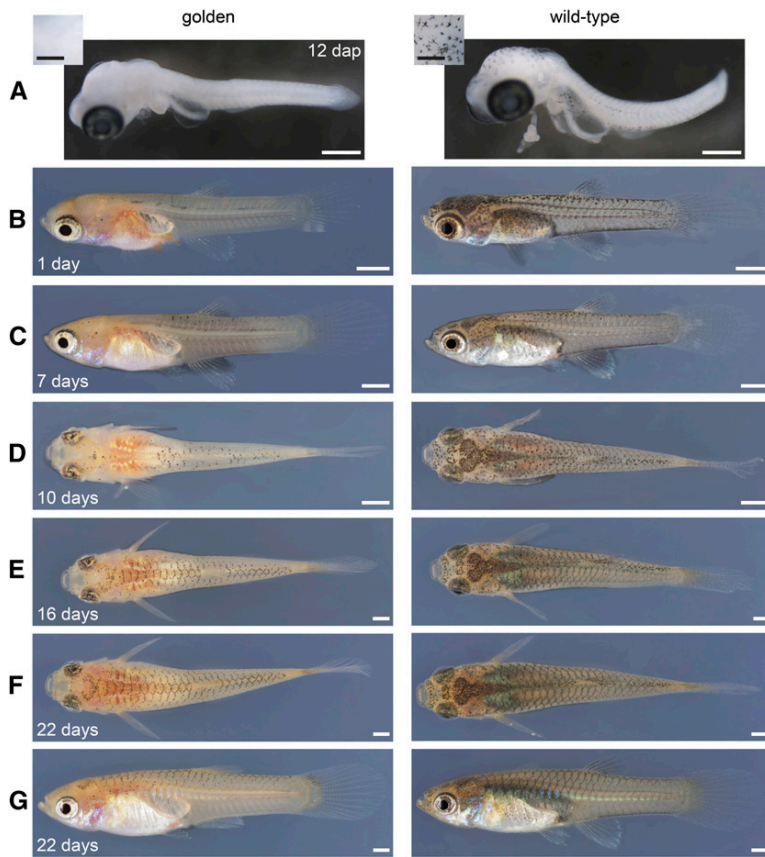 golden wild-type
A 12 dap
B 1 day
C 7 days
D 10 days
E 16 days
F 22 days
G 22 days